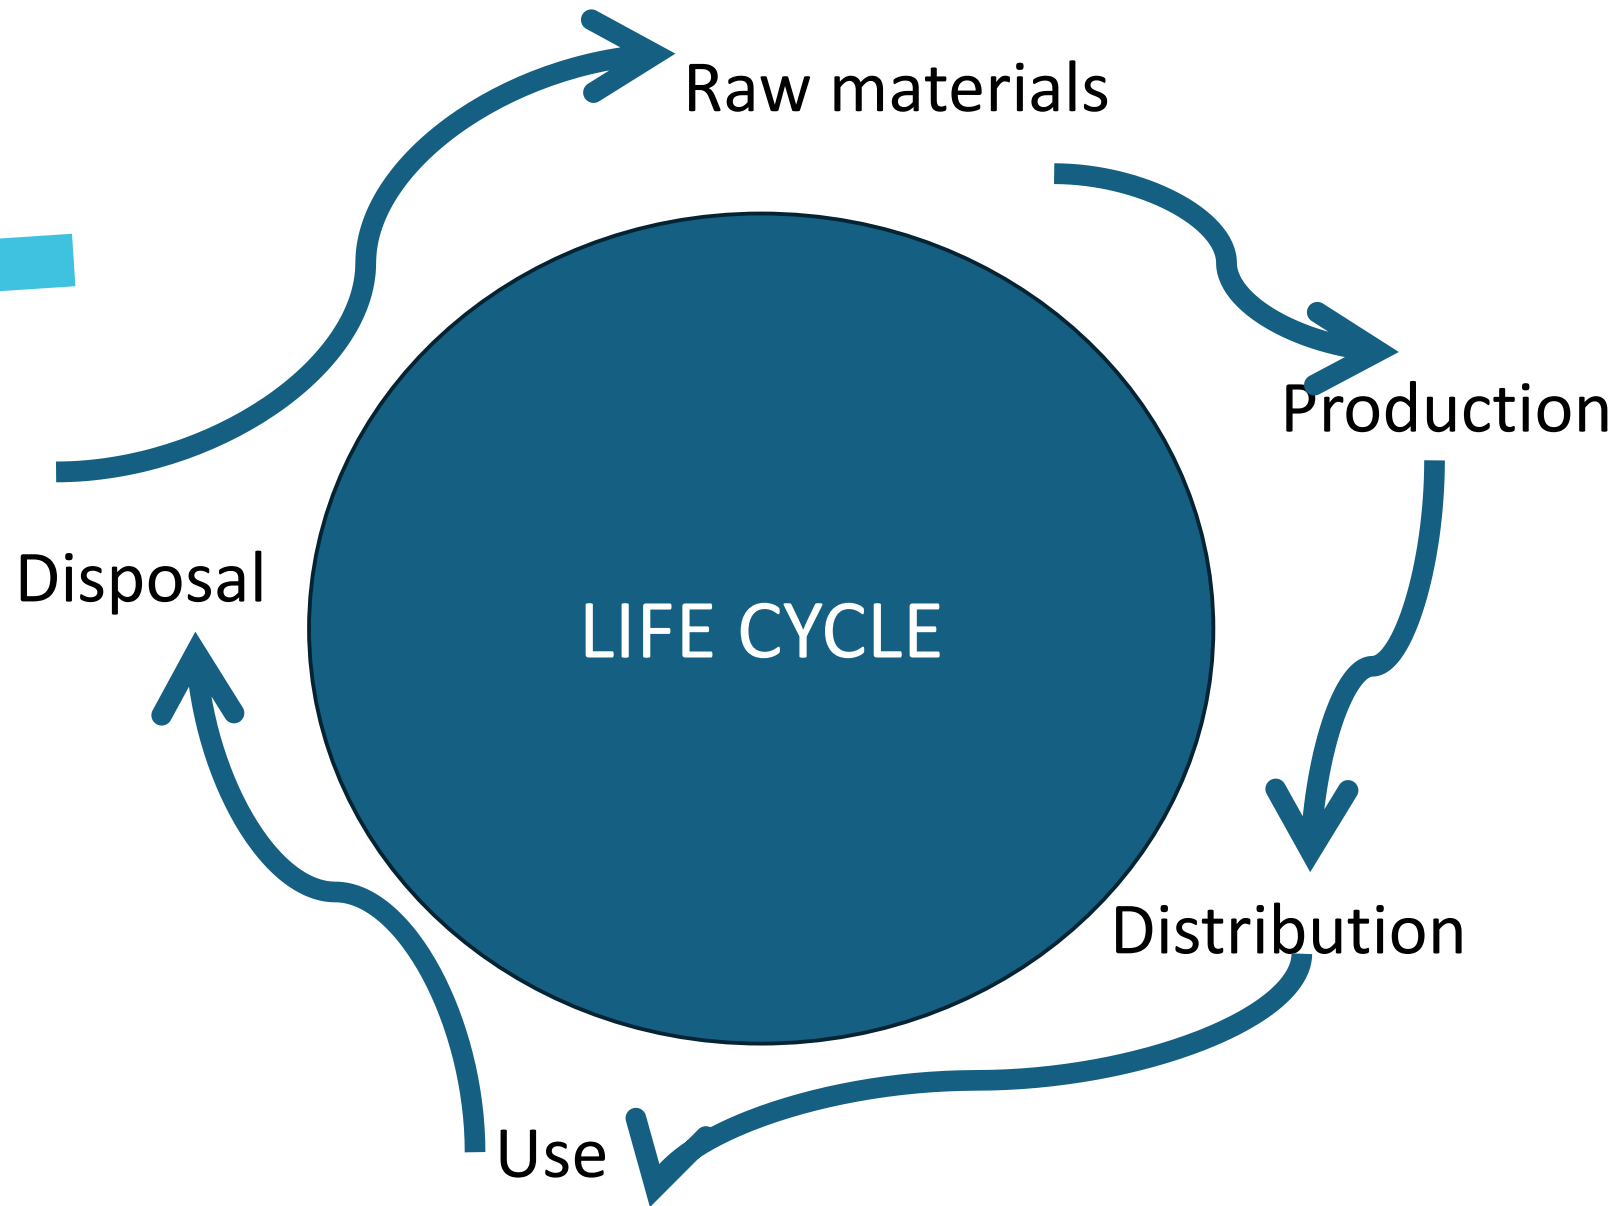 Raw materials
Production
Disposal
LIFE CYCLE
Distribution
Use